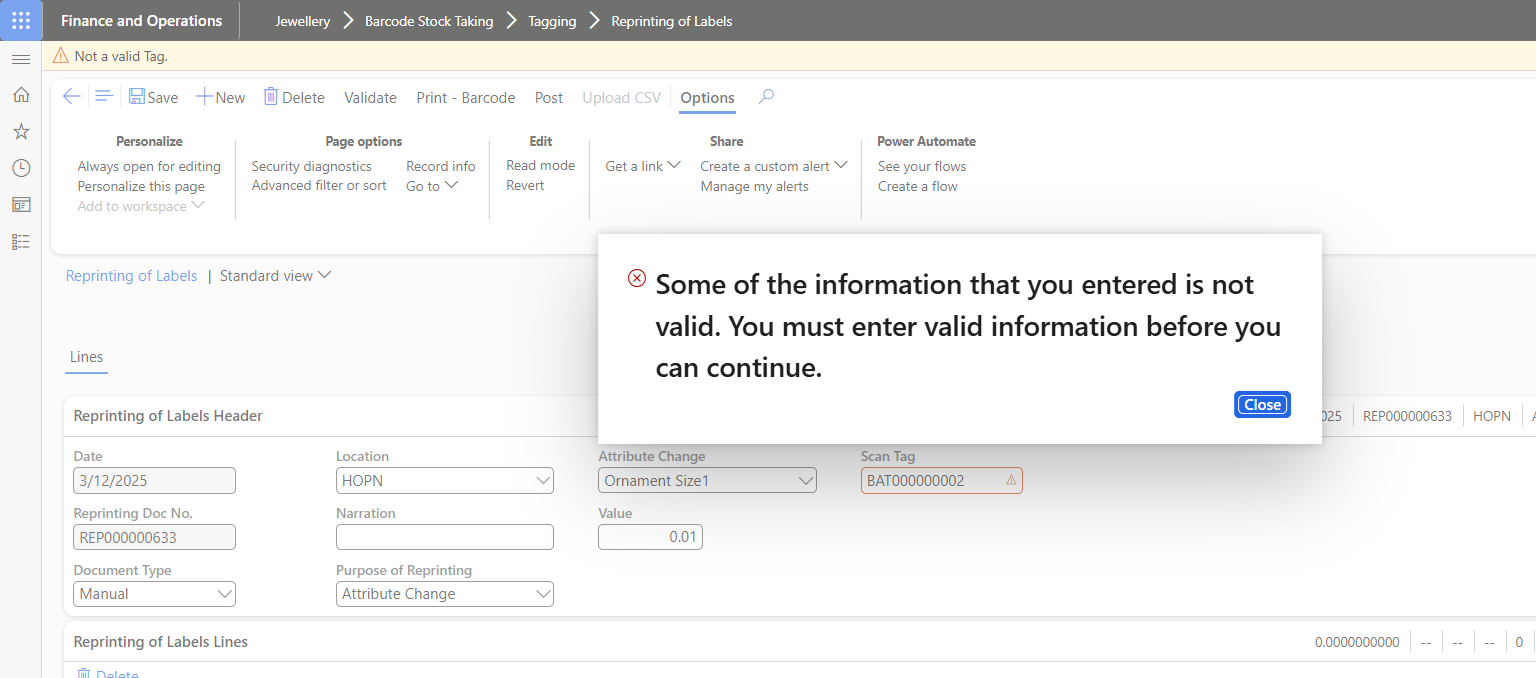 Finance and Operations
Jewellery Barcode Stock Taking Tagging Reprinting of Labels
Not a valid Tag.
Save New Delete Validate Print - Barcode Post Upload CSV Options
Personalize
Always open for editing
Personalize this page
Add to workspace
Page options
Security diagnostics
Advanced filter or sort
Record info
Go to
Edit
Read mode
Revert
Share
Get a link
Create a custom alert
Manage my alerts
Power Automate
See your flows
Create a flow
Reprinting of Labels | Standard view
Some of the information that you entered is not
valid. You must enter valid information before you
can continue.
Close
Lines
Reprinting of Labels Header
025 REP000000633 HOPN
Date
3/12/2025
Reprinting Doc No.
REP000000633
Document Type
Manual
Location
HOPN
Narration
Purpose of Reprinting
Attribute Change
Attribute Change
Ornament Size1
Value
0.01
Scan Tag
BAT000000002
Reprinting of Labels Lines
0.0000000000 -- -- -- 0
Delete